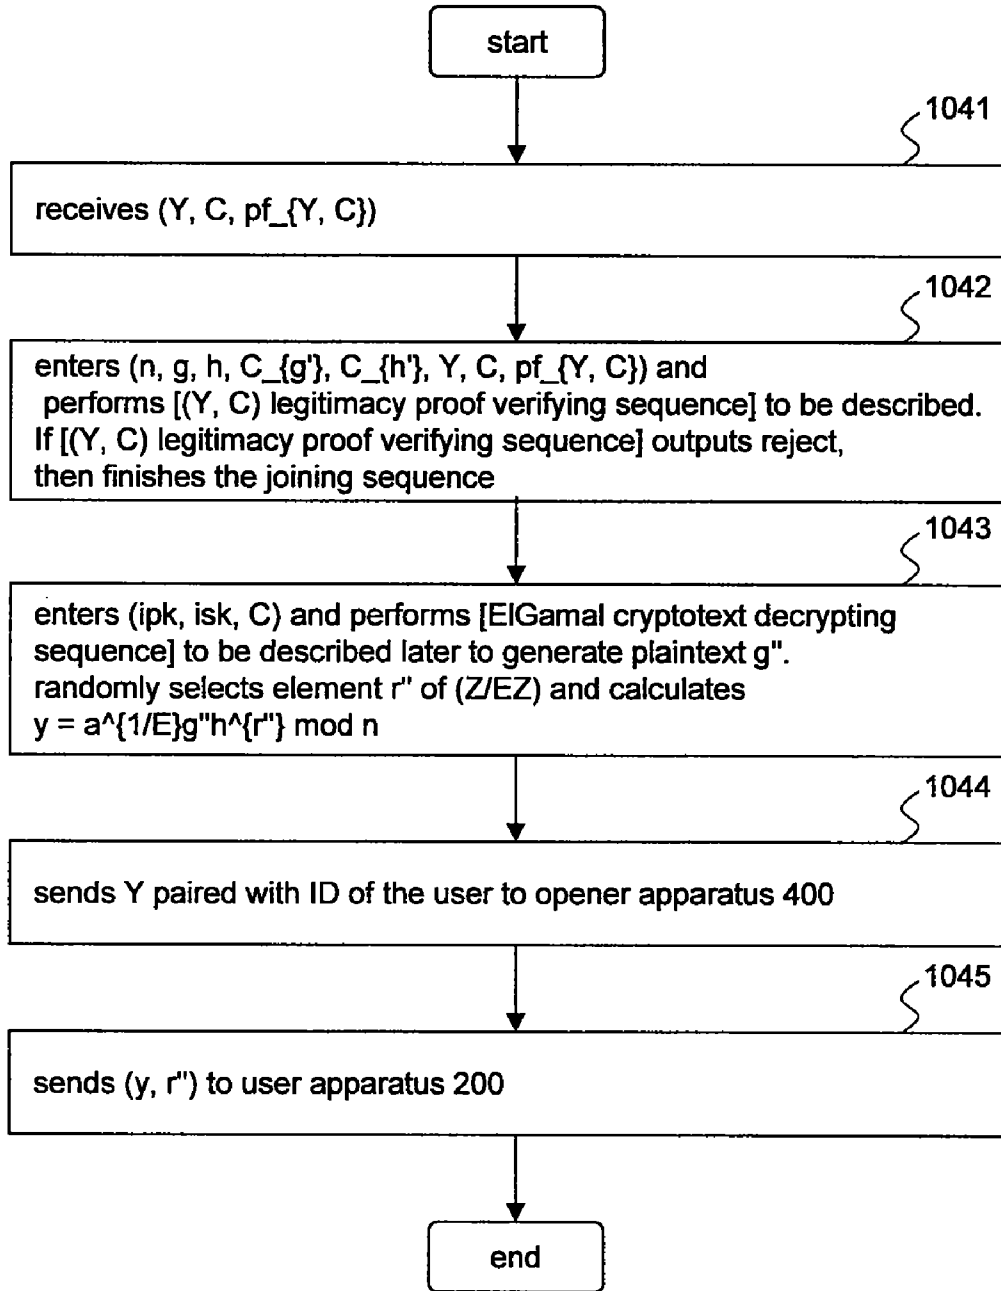 start
1041
receives (Y, C, pf_{Y, C})
1042
enters (n, g, h, C_{g'}, C_{h'}, Y, C, pf_{Y, C}) and
performs [(Y, C) legitimacy proof verifying sequence] to be described.
If [(Y, C) legitimacy proof verifying sequence] outputs reject,
then finishes the joining sequence
1043
enters (ipk, isk, C) and performs [ElGamal cryptotext decrypting
sequence] to be described later to generate plaintext g".
randomly selects element r" of (Z/EZ) and calculates
y = a^{1/E}g"h^{r"} mod n
1044
sends Y paired with ID of the user to opener apparatus 400
1045
sends (y, r") to user apparatus 200
end